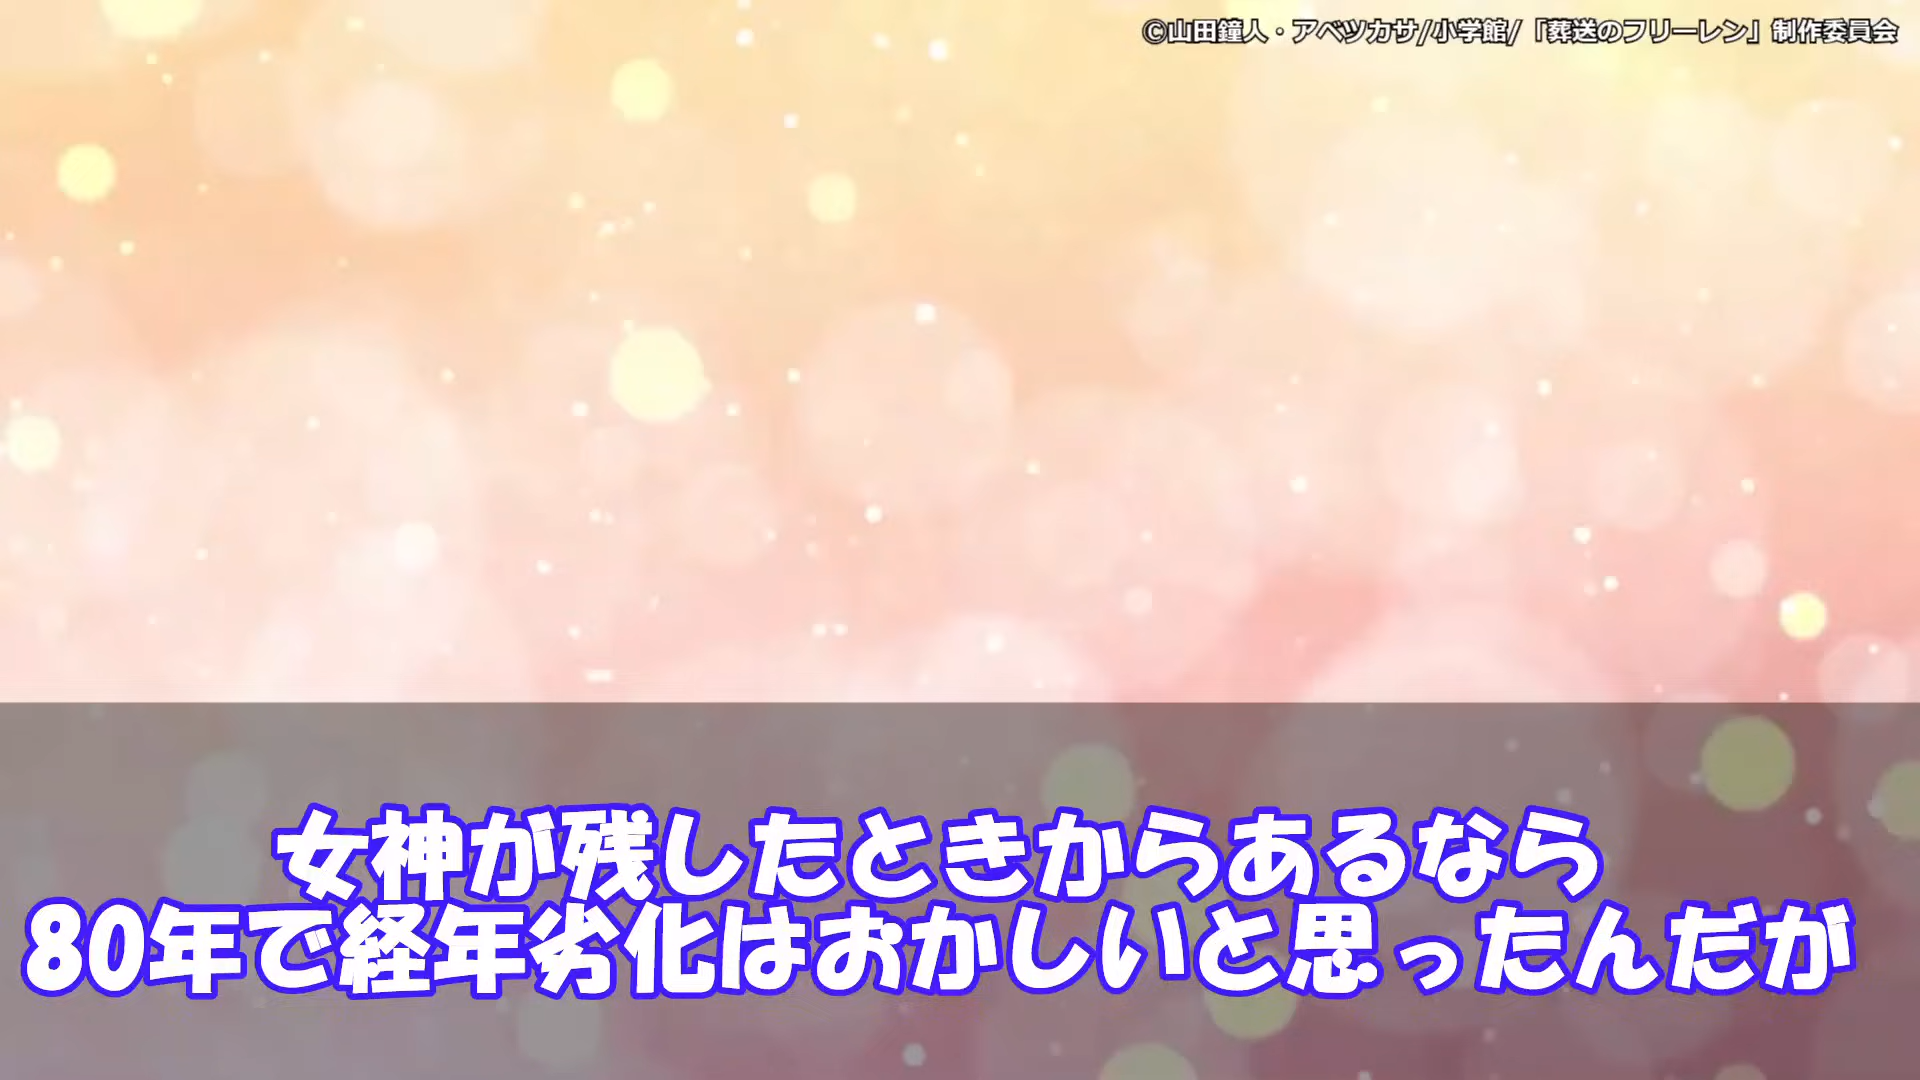 ©山田鐘人・アベツカサ/小学館/「葬送のフリーレン」制作委員会
女神が残したときからあるなら
80年で経年劣化はおかしいと思ったんだが